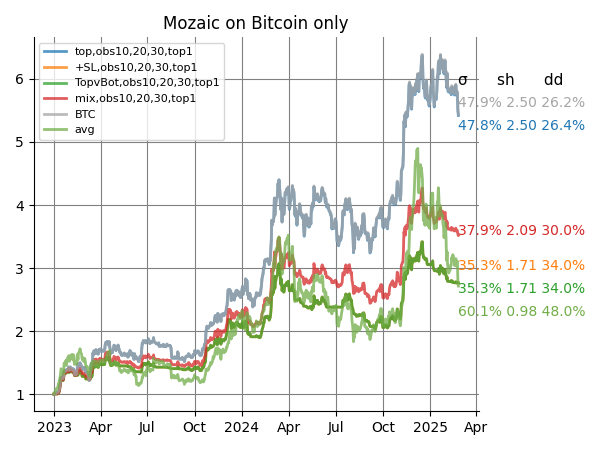 Mozaic on Bitcoin only
top,obs10,20,30,top1
+SL,obs10,20,30,top1
TopvBot,obs10,20,30,top1
mix,obs10,20,30,top1
BTC
avg
σ sh dd
47.9% 2.50 26.2%
47.8% 2.50 26.4%
37.9% 2.09 30.0%
35.3% 1.71 34.0%
35.3% 1.71 34.0%
60.1% 0.98 48.0%
6
5
4
3
2
1
2023 Apr Jul Oct 2024 Apr Jul Oct 2025 Apr